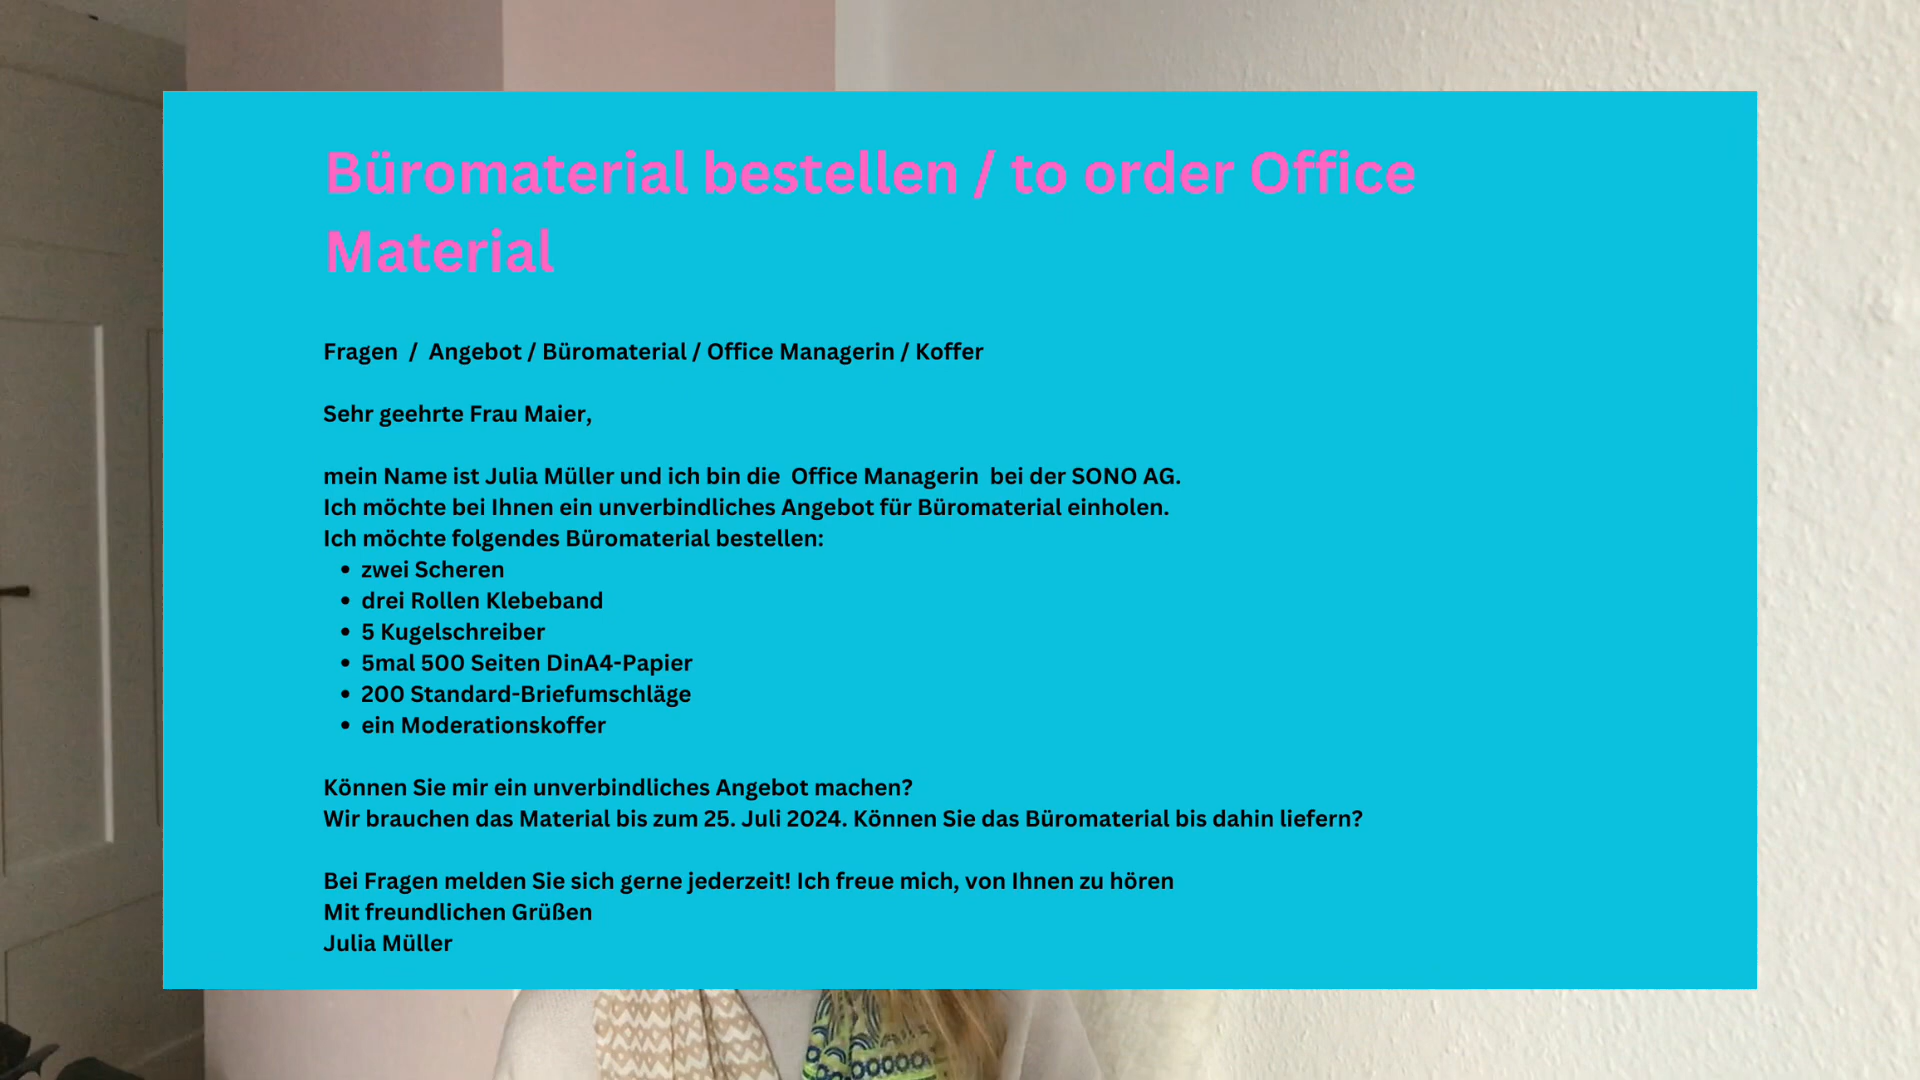 Büromaterial bestellen / to order Office
Material
Fragen / Angebot / Büromaterial / Office Managerin / Koffer
Sehr geehrte Frau Maier,
mein Name ist Julia Müller und ich bin die Office Managerin bei der SONO AG.
Ich möchte bei Ihnen ein unverbindliches Angebot für Büromaterial einholen.
Ich möchte folgendes Büromaterial bestellen:
• zwei Scheren
• drei Rollen Klebeband
• 5 Kugelschreiber
• 5mal 500 Seiten DinA4-Papier
• 200 Standard-Briefumschläge
• ein Moderationskoffer
Können Sie mir ein unverbindliches Angebot machen?
Wir brauchen das Material bis zum 25. Juli 2024. Können Sie das Büromaterial bis dahin liefern?
Bei Fragen melden Sie sich gerne jederzeit! Ich freue mich, von Ihnen zu hören
Mit freundlichen Grüßen
Julia Müller